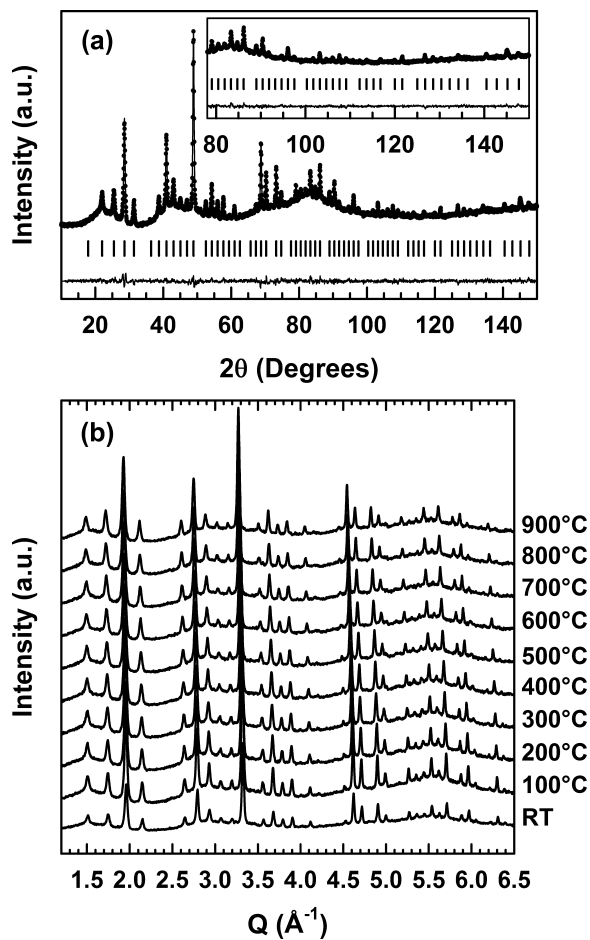 (a)
Intensity (a.u.)
80 100 120 140
20 40 60 80 100 120 140
2θ (Degrees)
(b)
Intensity (a.u.)
900°C
800°C
700°C
600°C
500°C
400°C
300°C
200°C
100°C
RT
1.5 2.0 2.5 3.0 3.5 4.0 4.5 5.0 5.5 6.0 6.5
Q (Å⁻¹)